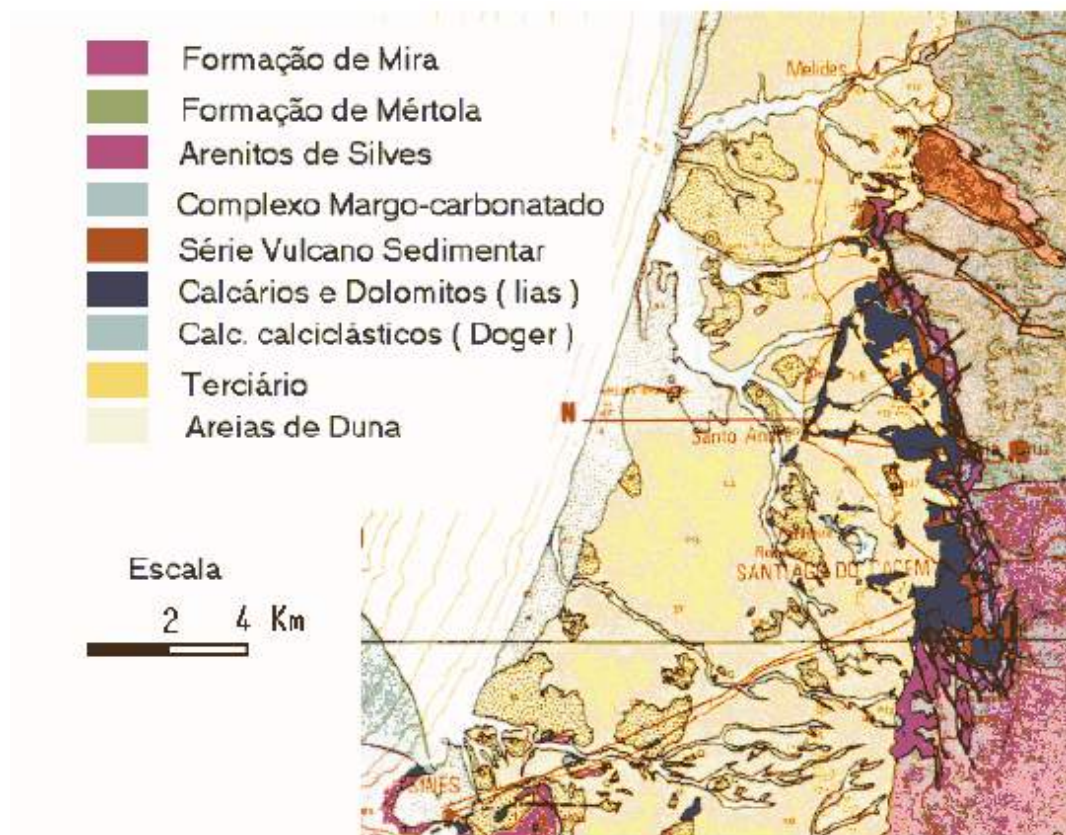 Formação de Mira
Formação de Mértola
Arenitos de Silves
Complexo Margo-carbonatado
Série Vulcano Sedimentar
Calcários e Dolomitos ( lias )
Calc. calciclásticos ( Doger )
Terciário
Areias de Duna
Escala
2 4 Km
Melides
N
Santo André
SANTIAGO DO CACEM
SINES